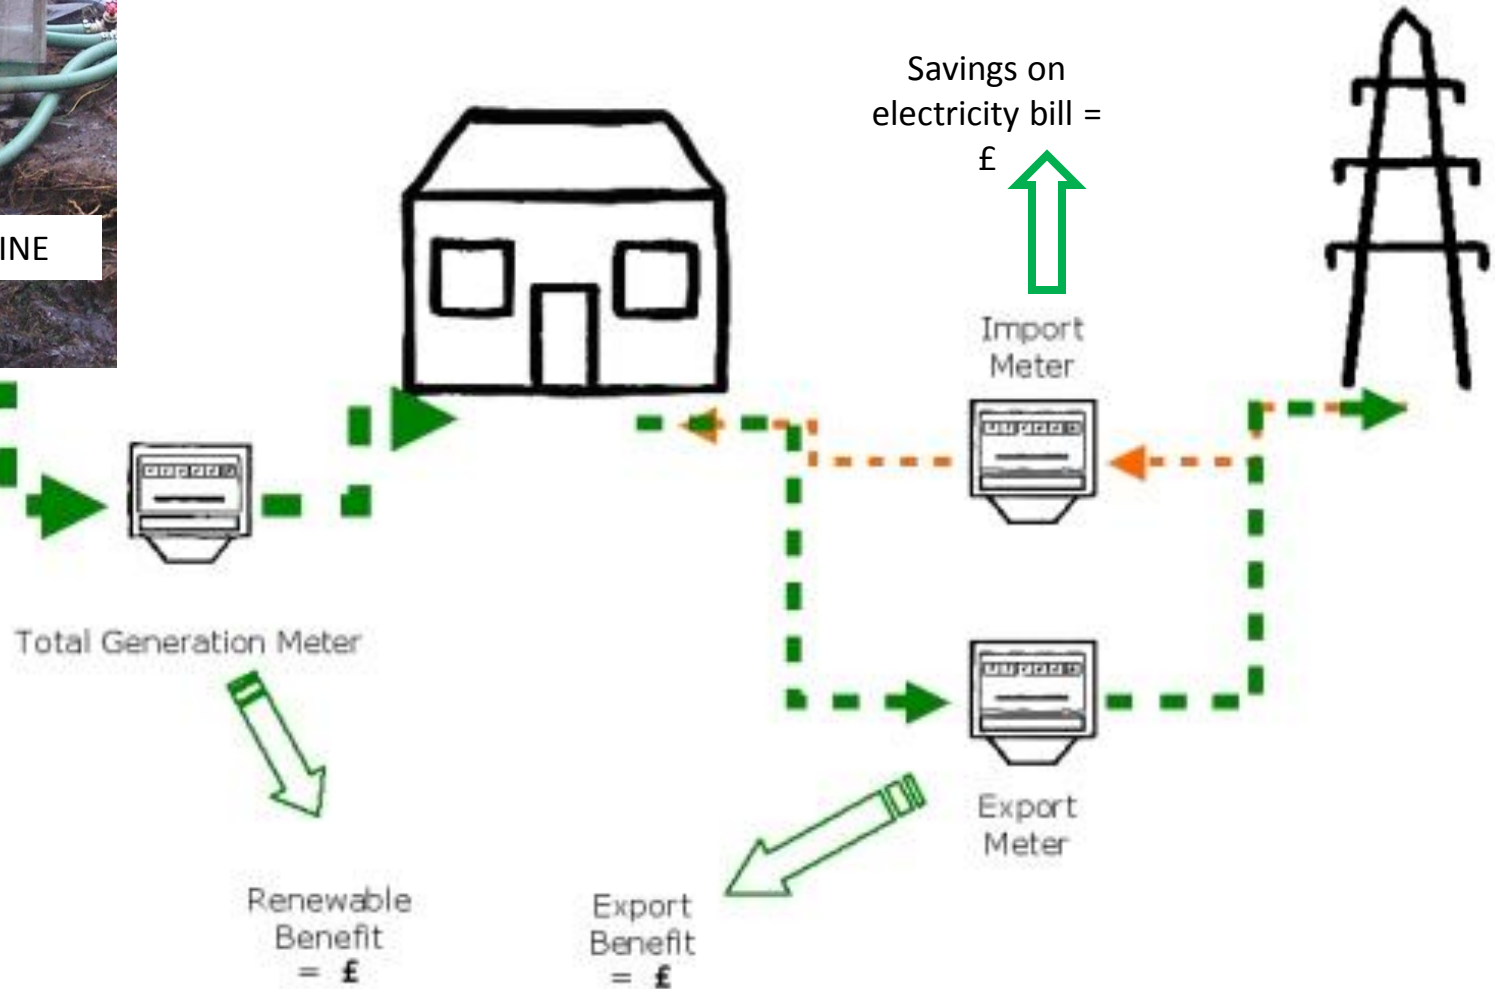 Savings on
electricity bill =
£
INE
Import
Meter
Total Generation Meter
Export
Meter
Renewable
Benefit
= £
Export
Benefit
= £